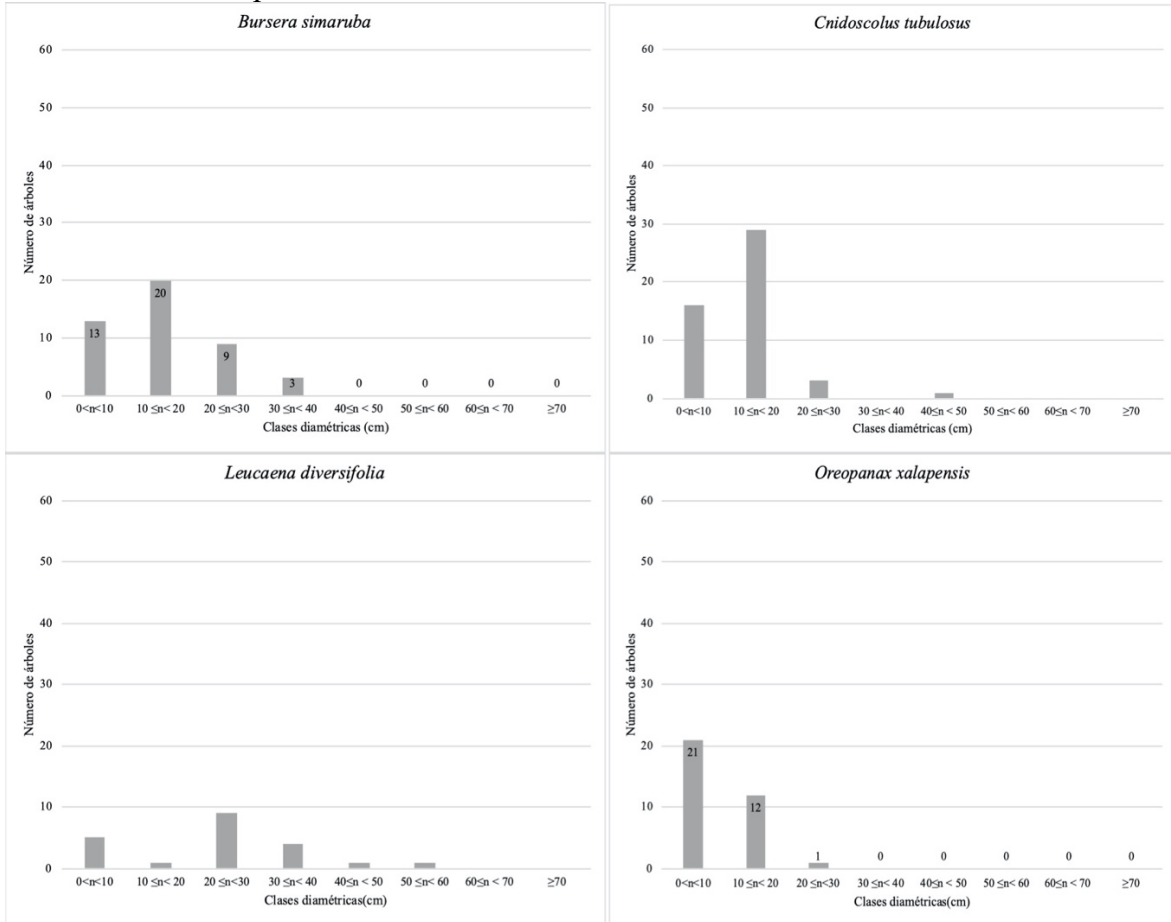 Bursera simaruba
60
50
40
30
20
10
0
Número de árboles
13
20
9
3
0
0
0
0
0<n<10 10 ≤n< 20 20 ≤n<30 30 ≤n< 40 40≤n < 50 50 ≤n< 60 60≤n < 70 ≥70
Clases diamétricas (cm)
Cnidoscolus tubulosus
60
50
40
30
20
10
0
Número de árboles
0<n<10 10 ≤n< 20 20 ≤n<30 30 ≤n< 40 40≤n < 50 50 ≤n< 60 60≤n < 70 ≥70
Clases diamétricas (cm)
Leucaena diversifolia
60
50
40
30
20
10
0
Número de árboles
0<n<10 10 ≤n< 20 20 ≤n<30 30 ≤n< 40 40≤n < 50 50 ≤n< 60 60≤n < 70 ≥70
Clases diamétricas(cm)
Oreopanax xalapensis
60
50
40
30
20
10
0
Número de árboles
21
12
1
0
0
0
0
0
0<n<10 10 ≤n< 20 20 ≤n<30 30 ≤n< 40 40≤n < 50 50 ≤n< 60 60≤n < 70 ≥70
Clases diamétricas(cm)